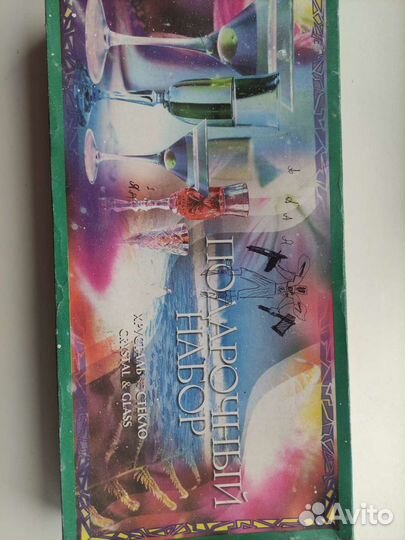 ПОДАРОЧНЫЙ
НАБОР
ХРУСТАЛЬ & СТЕКЛО
CRYSTAL & GLASS
Avito